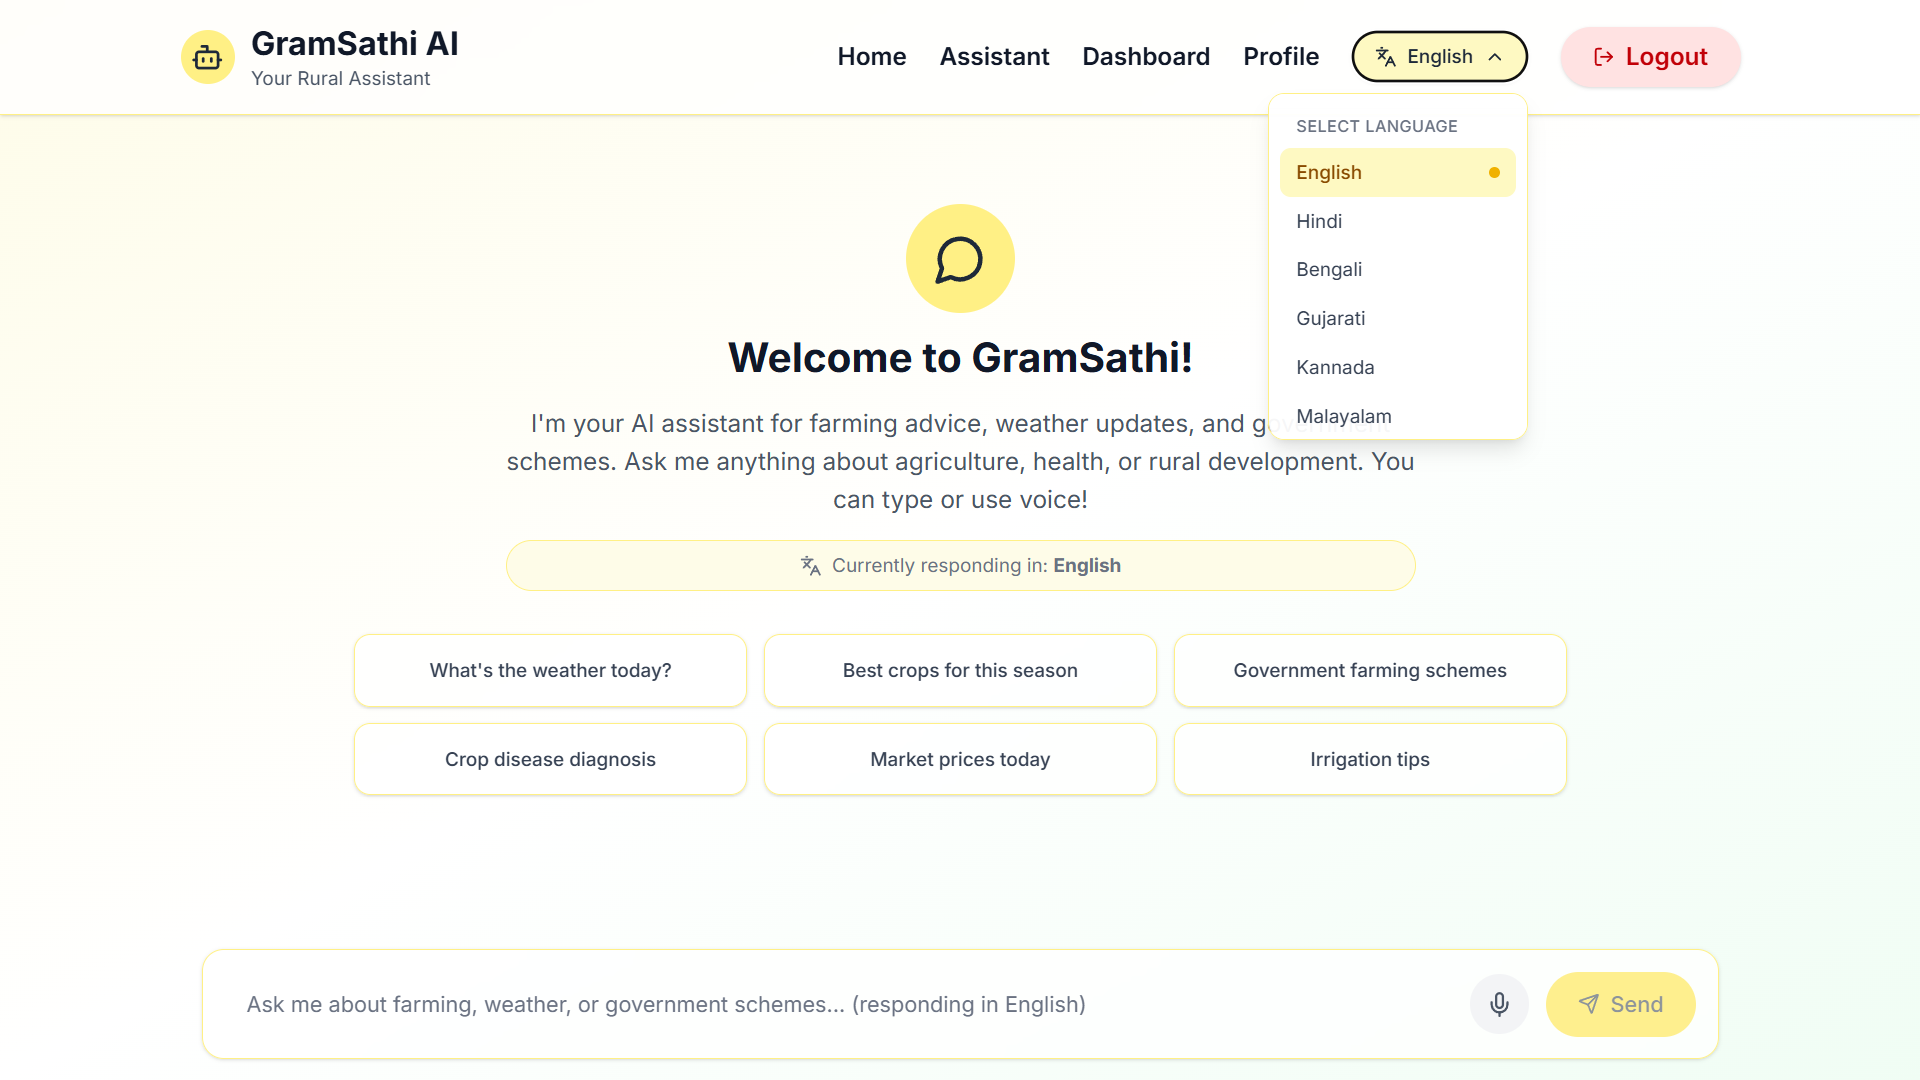 GramSathi AI
Your Rural Assistant
Home
Assistant
Dashboard
Profile
English
Logout
SELECT LANGUAGE
English
Hindi
Bengali
Gujarati
Kannada
Malayalam
Welcome to GramSathi!
I'm your AI assistant for farming advice, weather updates, and government
schemes. Ask me anything about agriculture, health, or rural development. You
can type or use voice!
Currently responding in: English
What's the weather today?
Best crops for this season
Government farming schemes
Crop disease diagnosis
Market prices today
Irrigation tips
Ask me about farming, weather, or government schemes... (responding in English)
Send